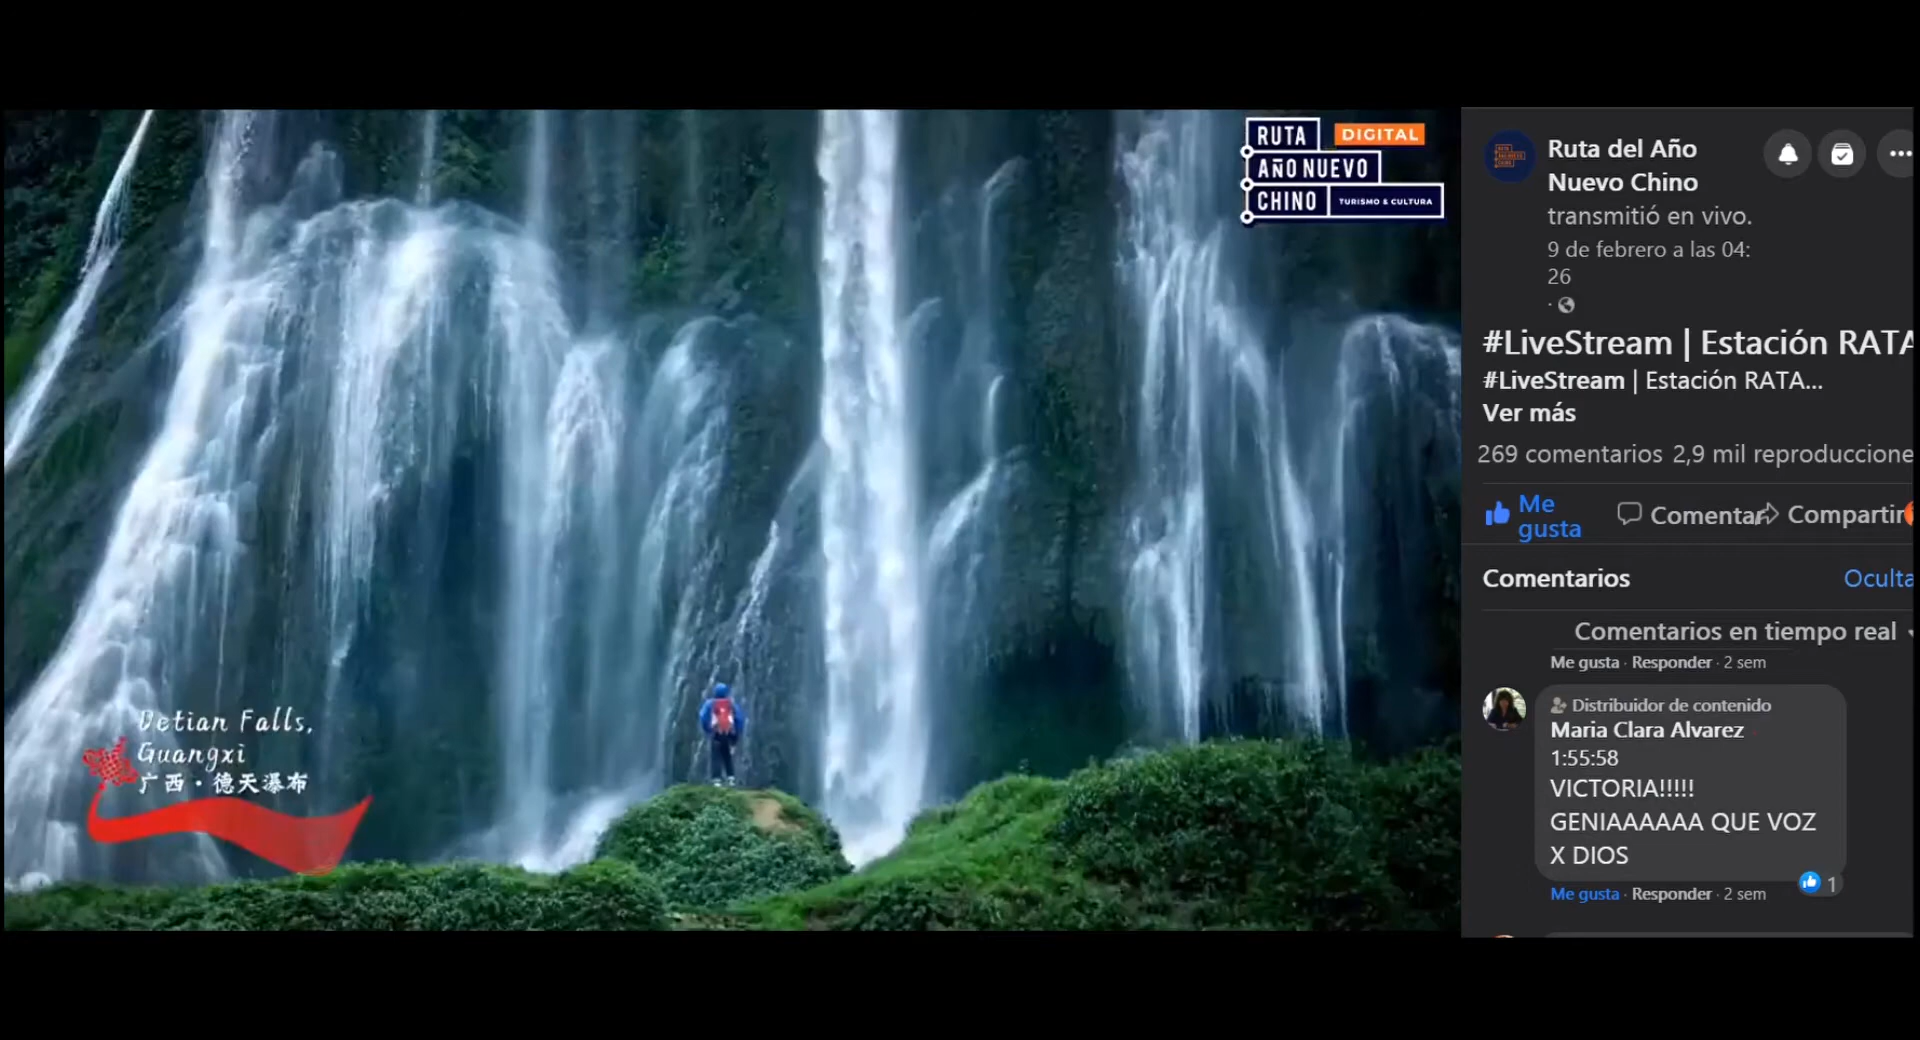 RUTA
DIGITAL
AÑO NUEVO
CHINO
TURISMO & CULTURA
Detian Falls,
Guangxi
广西·德天瀑布
Ruta del Año
Nuevo Chino
transmitió en vivo.
9 de febrero a las 04:
26
#LiveStream | Estación RATA
#LiveStream | Estación RATA...
Ver más
269 comentarios 2,9 mil reproduccione
Me
gusta
Comentar
Compartir
Comentarios
Oculta
Comentarios en tiempo real
Me gusta · Responder · 2 sem
Distribuidor de contenido
Maria Clara Alvarez
1:55:58
VICTORIA!!!!!
GENIAAAAAA QUE VOZ
X DIOS
1
Me gusta · Responder · 2 sem